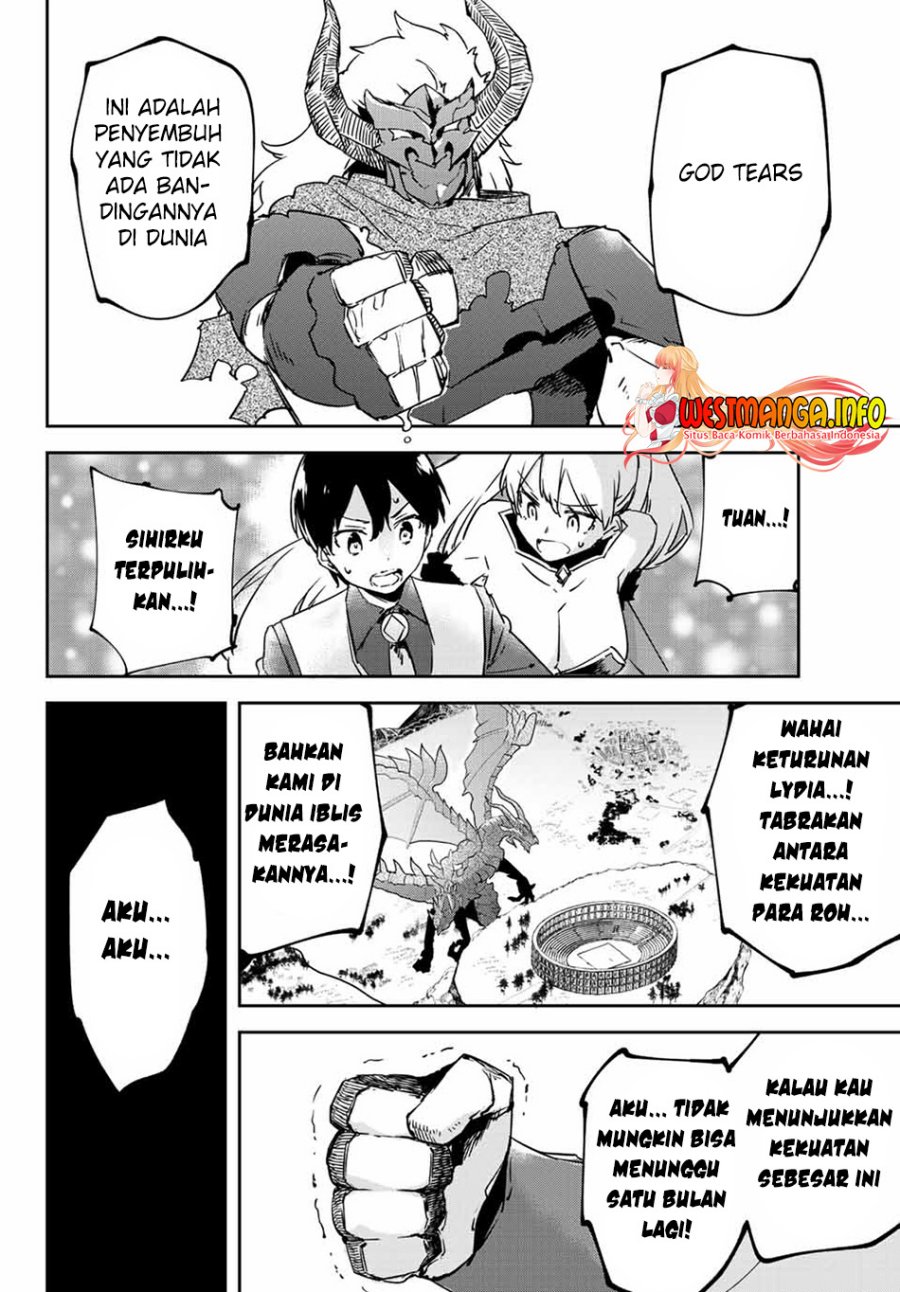 GOD TEARS
INI ADALAH
PENYEMBUH
YANG TIDAK
ADA BAN-
DINGANNYA
DI DUNIA
WESTMANGA.INFO
Situs Baca Komik Berbahasa Indonesia
TUAN...!
SIHIRKU
TERPULIH-
KAN...!
WAHAI
KETURUNAN
LYDIA...!
TABRAKAN
ANTARA
KEKUATAN
PARA ROH...
BAHKAN
KAMI DI
DUNIA IBLIS
MERASA-
KANNYA...!
KALAU KAU
MENUNJUKKAN
KEKUATAN
SEBESAR INI
AKU... TIDAK
MUNGKIN BISA
MENUNGGU
SATU BULAN
LAGI!
AKU...
AKU...